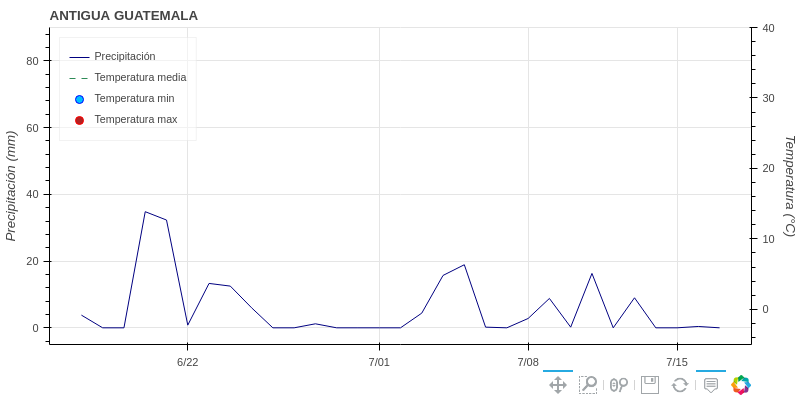 ANTIGUA GUATEMALA
Precipitación
Temperatura media
Temperatura min
Temperatura max
Precipitación (mm)
80
60
40
20
0
40
30
20
10
0
Temperatura (°C)
6/22
7/01
7/08
7/15